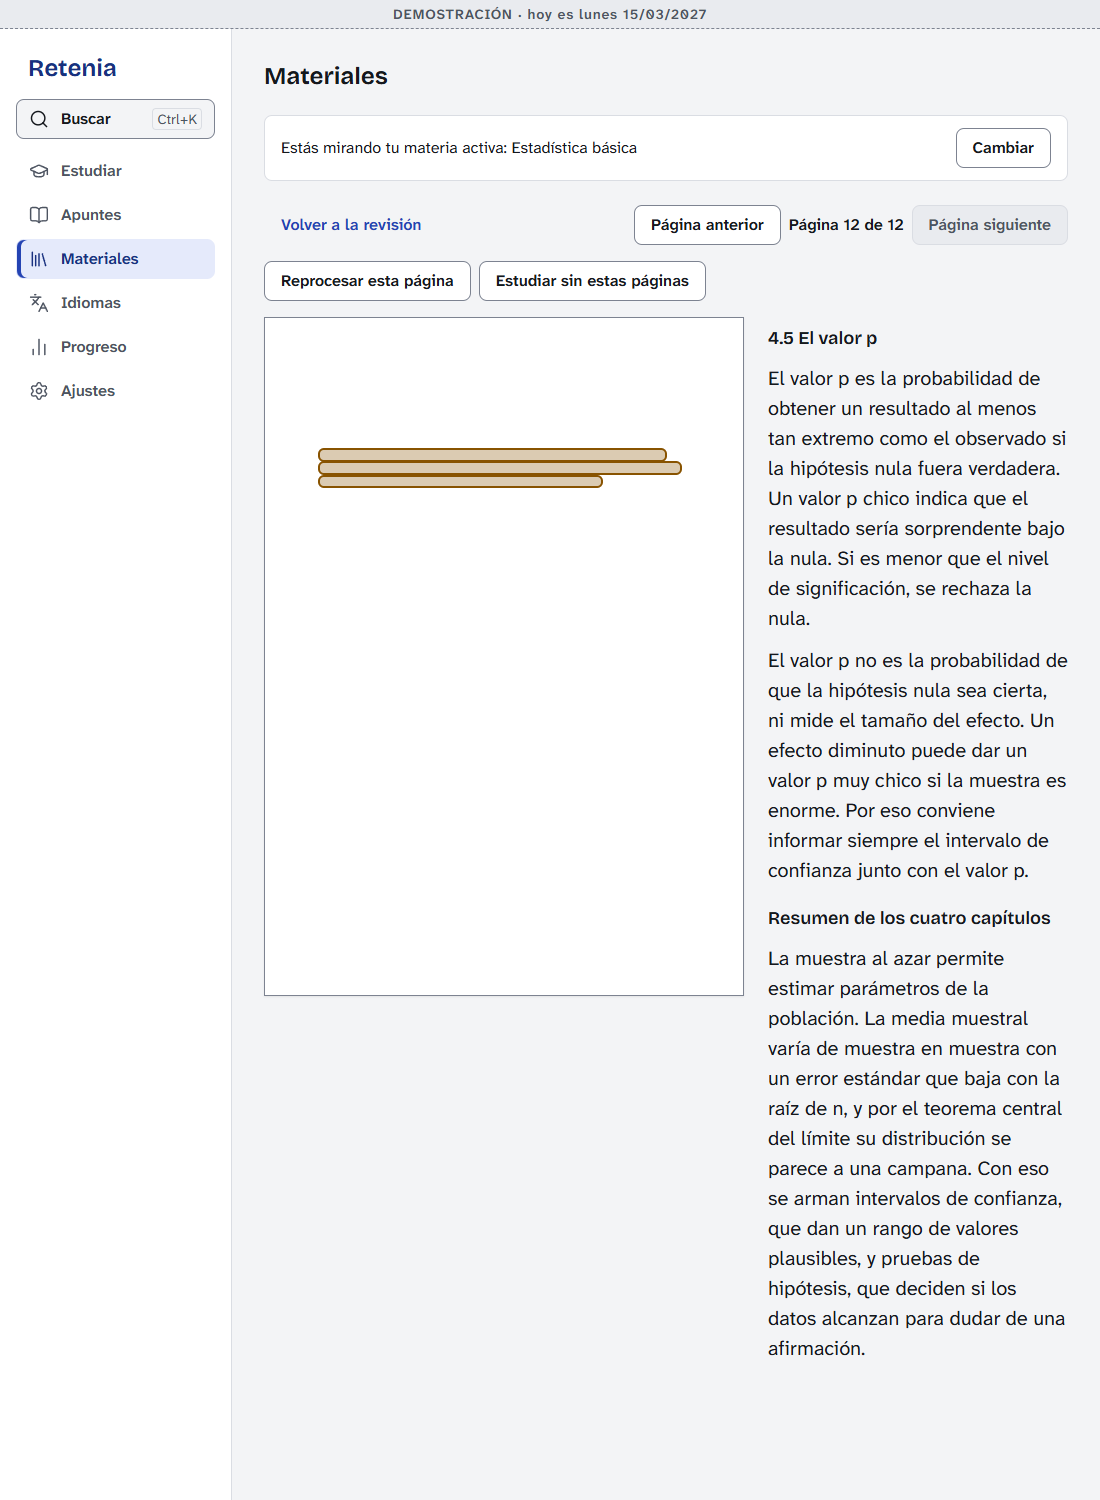 DEMOSTRACIÓN · hoy es lunes 15/03/2027
Retenia
Buscar Ctrl+K
Estudiar
Apuntes
Materiales
Idiomas
Progreso
Ajustes
Materiales
Estás mirando tu materia activa: Estadística básica
Cambiar
Volver a la revisión
Página anterior
Página 12 de 12
Página siguiente
Reprocesar esta página
Estudiar sin estas páginas
4.5 El valor p
El valor p es la probabilidad de
obtener un resultado al menos
tan extremo como el observado si
la hipótesis nula fuera verdadera.
Un valor p chico indica que el
resultado sería sorprendente bajo
la nula. Si es menor que el nivel
de significación, se rechaza la
nula.
El valor p no es la probabilidad de
que la hipótesis nula sea cierta,
ni mide el tamaño del efecto. Un
efecto diminuto puede dar un
valor p muy chico si la muestra es
enorme. Por eso conviene
informar siempre el intervalo de
confianza junto con el valor p.
Resumen de los cuatro capítulos
La muestra al azar permite
estimar parámetros de la
población. La media muestral
varía de muestra en muestra con
un error estándar que baja con la
raíz de n, y por el teorema central
del límite su distribución se
parece a una campana. Con eso
se arman intervalos de confianza,
que dan un rango de valores
plausibles, y pruebas de
hipótesis, que deciden si los
datos alcanzan para dudar de una
afirmación.